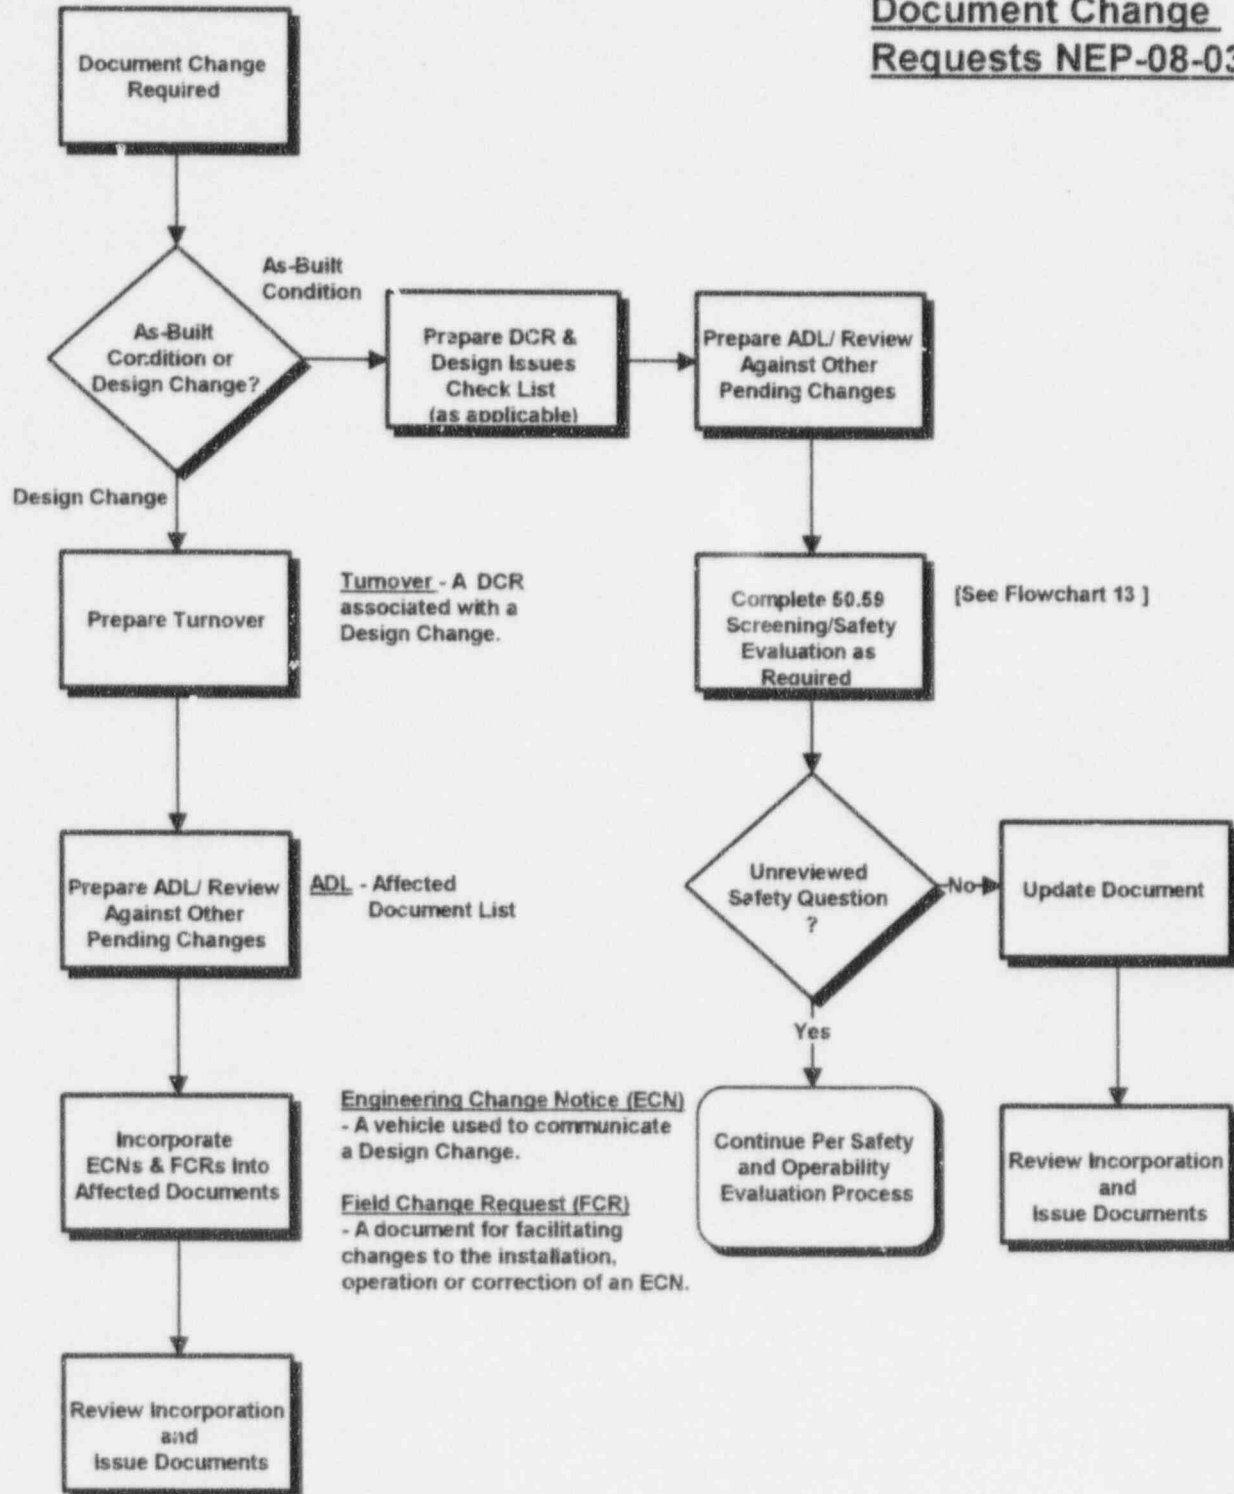 Document Change
Requests NEP-08-03
Document Change
Required
As-Built
Condition or
Design Change?
As-Built
Condition
Prepare DCR &
Design Issues
Check List
(as applicable)
Prepare ADL/ Review
Against Other
Pending Changes
Design Change
Prepare Turnover
Turnover - A DCR
associated with a
Design Change.
Complete 50.59
Screening/Safety
Evaluation as
Required
[See Flowchart 13 ]
Prepare ADL/ Review
Against Other
Pending Changes
ADL - Affected
Document List
Unreviewed
Safety Question
?
No
Update Document
Yes
Incorporate
ECNs & FCRs Into
Affected Documents
Engineering Change Notice (ECN)
- A vehicle used to communicate
a Design Change.
Field Change Request (FCR)
- A document for facilitating
changes to the installation,
operation or correction of an ECN.
Continue Per Safety
and Operability
Evaluation Process
Review Incorporation
and
Issue Documents
Review Incorporation
and
Issue Documents